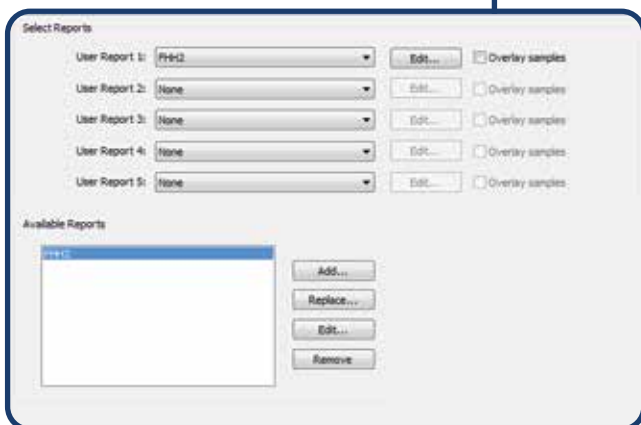 Select Reports
User Report 1: FHH2 Edit... Overlay samples
User Report 2: None Edit... Overlay samples
User Report 3: None Edit... Overlay samples
User Report 4: None Edit... Overlay samples
User Report 5: None Edit... Overlay samples
Available Reports
FHH2
Add...
Replace...
Edit...
Remove